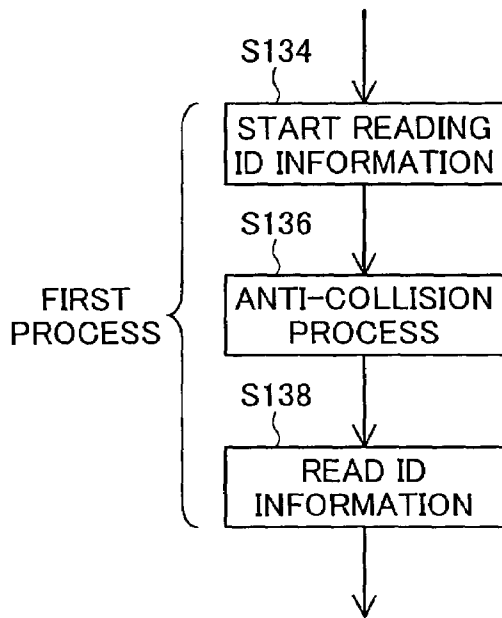 S134
START READING
ID INFORMATION
S136
FIRST
PROCESS
ANTI-COLLISION
PROCESS
S138
READ ID
INFORMATION